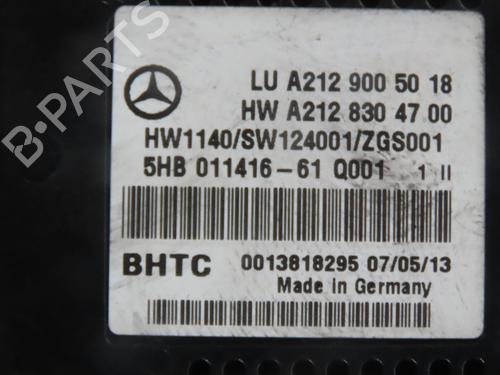 B-PARTS
LU A212 900 50 18
HW A212 830 47 00
HW1140/SW124001/ZGS001
5HB 011416-61 Q001 1 II
BHTC 0013818295 07/05/13
Made in Germany